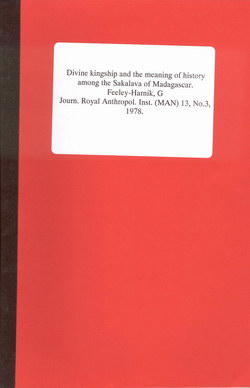 Divine kingship and the meaning of history
among the Sakalava of Madagascar.
Feeley-Harnik, G
Journ. Royal Anthropol. Inst. (MAN) 13, No.3,
1978.